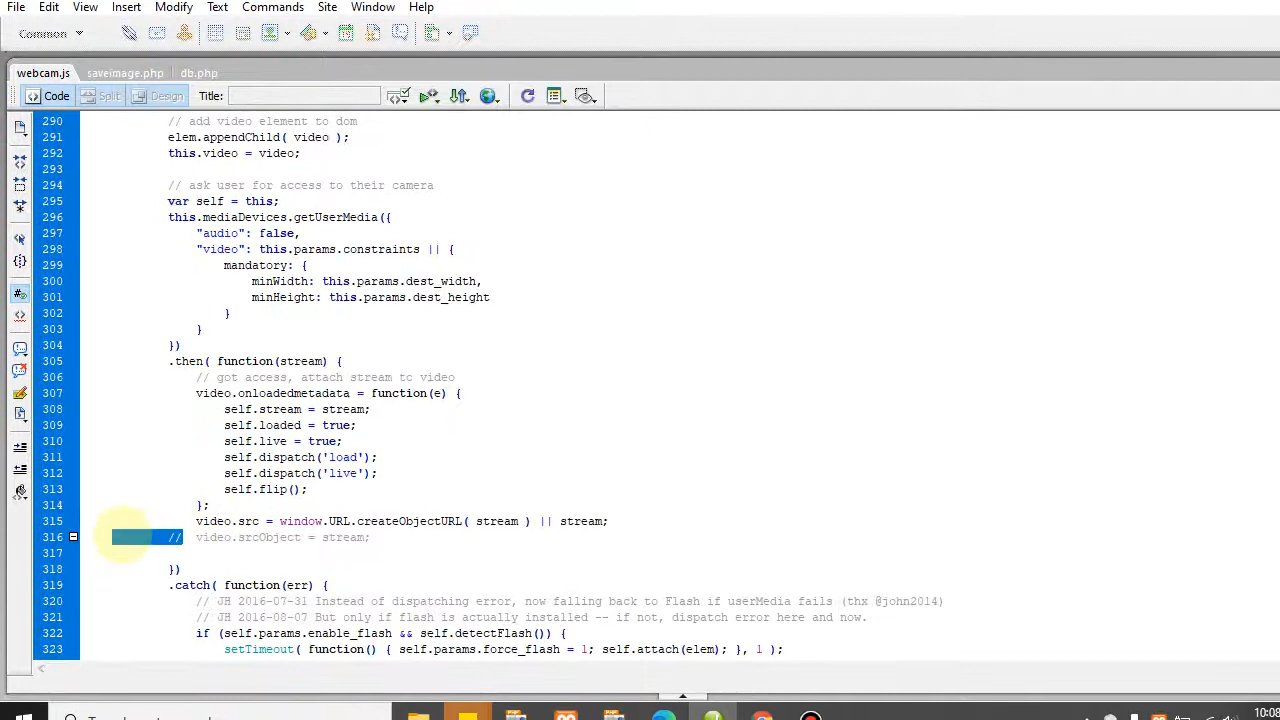 File Edit View Insert Modify Text Commands Site Window Help
Common
webcam.js saveimage.php db.php
Code Split Design Title:
290 // add video element to dom
291 elem.appendChild( video );
292 this.video = video;
293
294 // ask user for access to their camera
295 var self = this;
296 this.mediaDevices.getUserMedia({
297 "audio": false,
298 "video": this.params.constraints || {
299 mandatory: {
300 minWidth: this.params.dest_width,
301 minHeight: this.params.dest_height
302 }
303 }
304 })
305 .then( function(stream) {
306 // got access, attach stream to video
307 video.onloadedmetadata = function(e) {
308 self.stream = stream;
309 self.loaded = true;
310 self.live = true;
311 self.dispatch('load');
312 self.dispatch('live');
313 self.flip();
314 };
315 video.src = window.URL.createObjectURL( stream ) || stream;
316 // video.srcObject = stream;
317
318 })
319 .catch( function(err) {
320 // JH 2016-07-31 Instead of dispatching error, now falling back to Flash if userMedia fails (thx @john2014)
321 // JH 2016-08-07 But only if flash is actually installed -- if not, dispatch error here and now.
322 if (self.params.enable_flash && self.detectFlash()) {
323 setTimeout( function() { self.params.force_flash = 1; self.attach(elem); }, 1 );
10:08